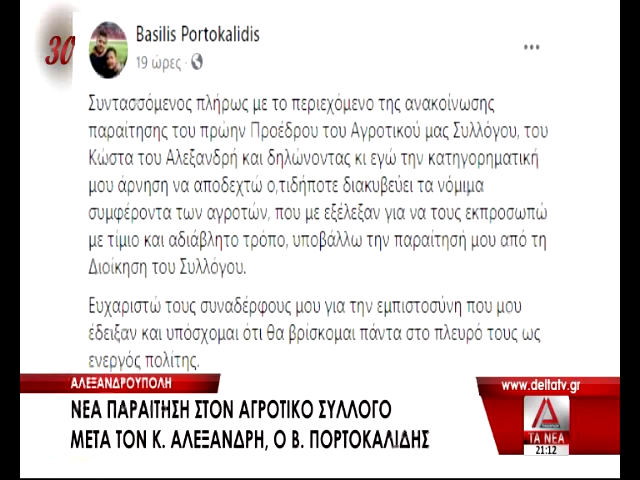 30
Basilis Portokalidis
19 ώρες ·
Συντασσόμενος πλήρως με το περιεχόμενο της ανακοίνωσης
παραίτησης του πρώην Προέδρου του Αγροτικού μας Συλλόγου, του
Κώστα του Αλεξανδρή και δηλώνοντας κι εγώ την κατηγορηματική
μου άρνηση να αποδεχτώ ο,τιδήποτε διακυβεύει τα νόμιμα
συμφέροντα των αγροτών, που με εξέλεξαν για να τους εκπροσωπώ
με τίμιο και αδιάβλητο τρόπο, υποβάλλω την παραίτησή μου από τη
Διοίκηση του Συλλόγου.
Ευχαριστώ τους συναδέρφους μου για την εμπιστοσύνη που μου
έδειξαν και υπόσχομαι ότι θα βρίσκομαι πάντα στο πλευρό τους ως
ενεργός πολίτης.
ΑΛΕΞΑΝΔΡΟΥΠΟΛΗ
www.deltatv.gr
ΝΕΑ ΠΑΡΑΙΤΗΣΗ ΣΤΟΝ ΑΓΡΟΤΙΚΟ ΣΥΛΛΟΓΟ
ΜΕΤΑ ΤΟΝ Κ. ΑΛΕΞΑΝΔΡΗ, Ο Β. ΠΟΡΤΟΚΑΛΙΔΗΣ
ΤΑ ΝΕΑ
21:12